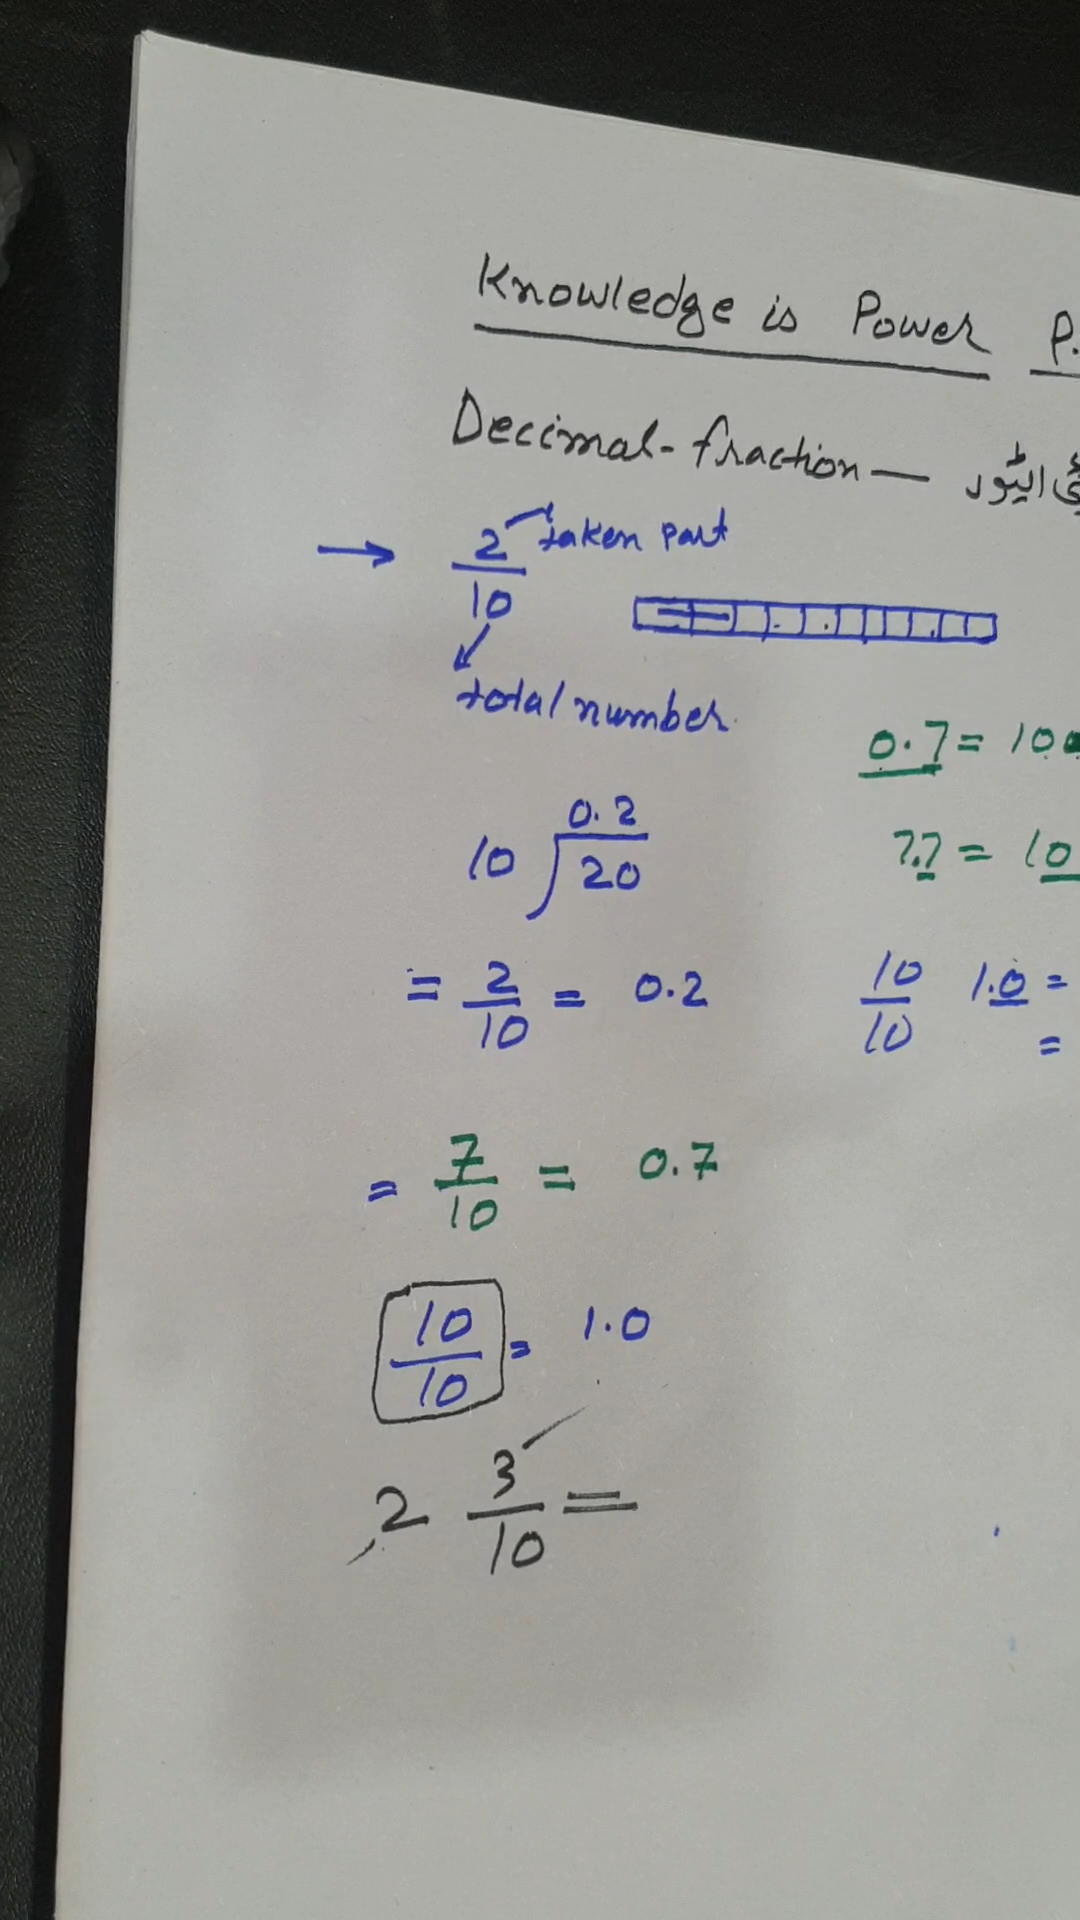 Knowledge is Power P.
Decimal-fraction —
→ 2/10 taken part
total number.
0.7 = 10
0.2
10 20
7.7 = 10
= 2/10 = 0.2
10/10 1.0 =
=
= 7/10 = 0.7
10/10 = 1.0
2 3/10 =